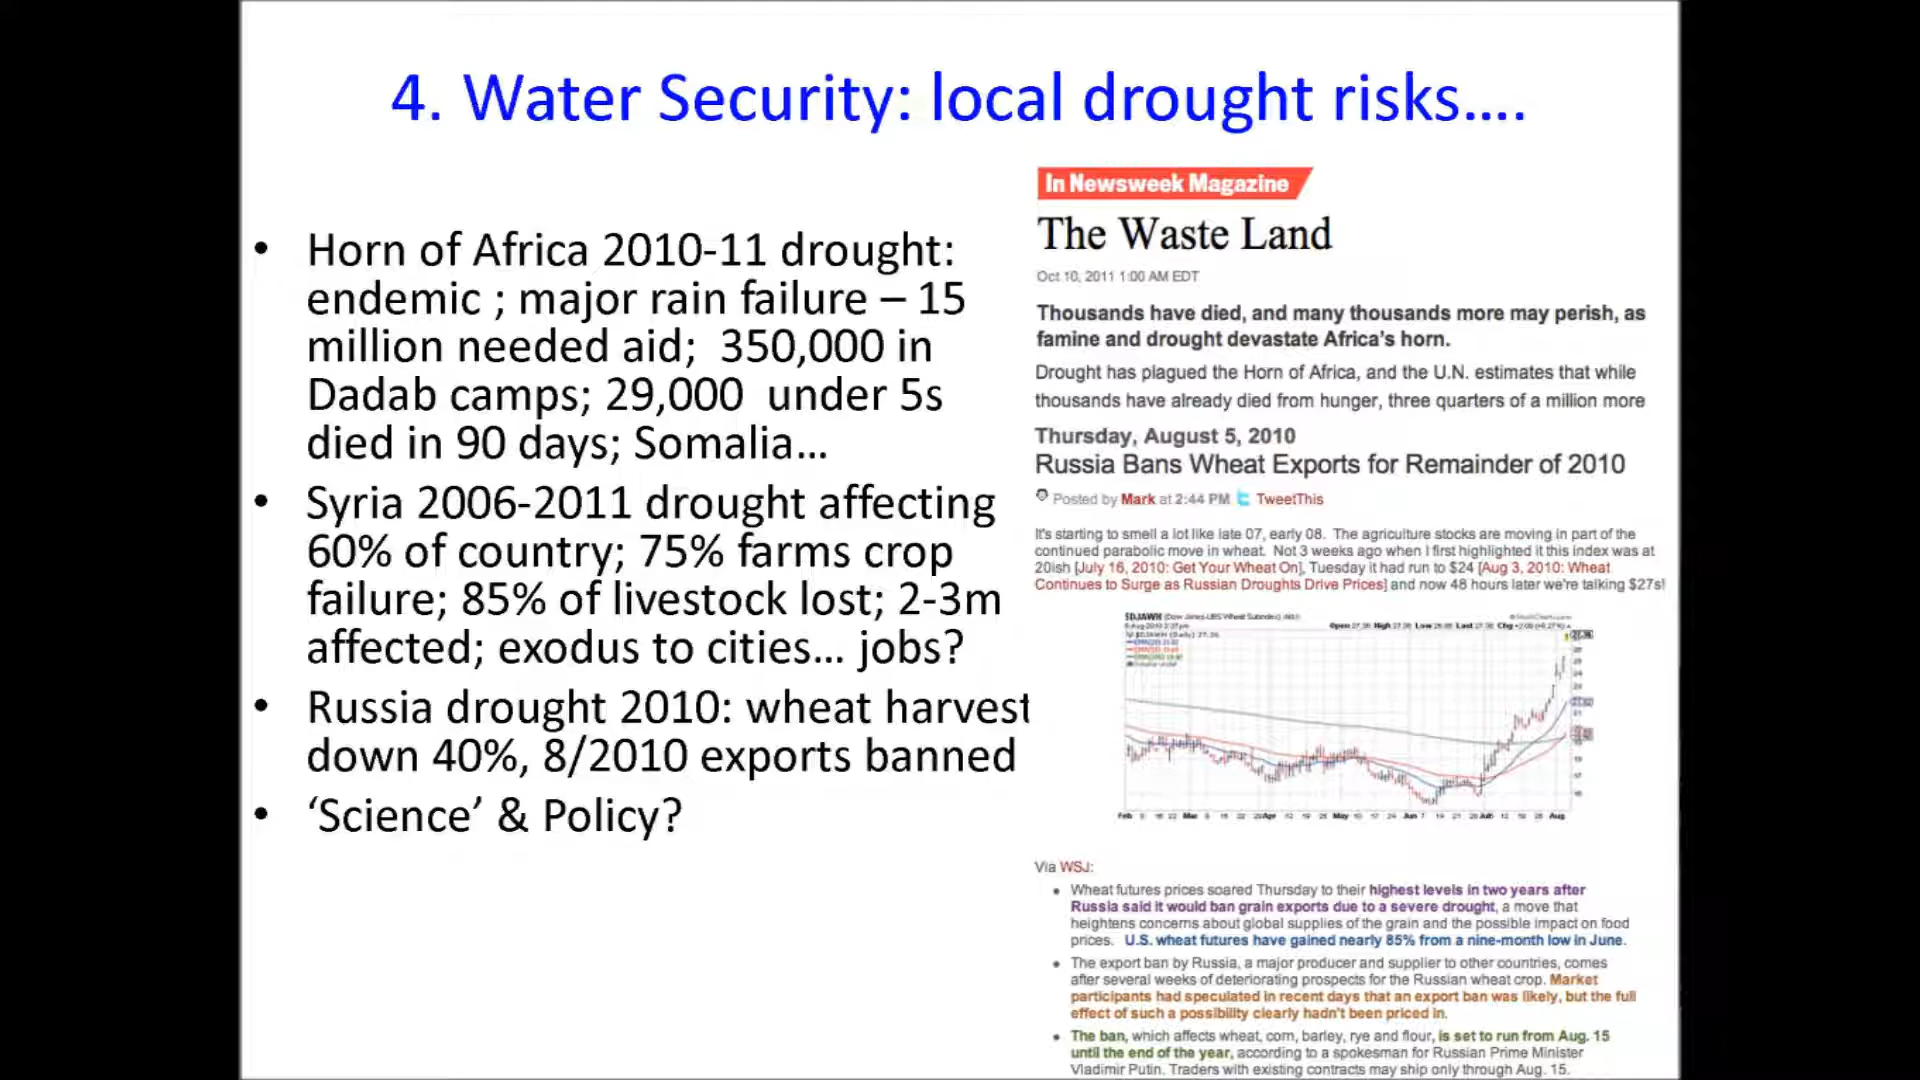 4. Water Security: local drought risks….
• Horn of Africa 2010-11 drought:
endemic ; major rain failure – 15
million needed aid; 350,000 in
Dadab camps; 29,000 under 5s
died in 90 days; Somalia…
• Syria 2006-2011 drought affecting
60% of country; 75% farms crop
failure; 85% of livestock lost; 2-3m
affected; exodus to cities… jobs?
• Russia drought 2010: wheat harvest
down 40%, 8/2010 exports banned
• ‘Science’ & Policy?
In Newsweek Magazine
The Waste Land
Oct 10, 2011 1:00 AM EDT
Thousands have died, and many thousands more may perish, as
famine and drought devastate Africa's horn.
Drought has plagued the Horn of Africa, and the U.N. estimates that while
thousands have already died from hunger, three quarters of a million more
Thursday, August 5, 2010
Russia Bans Wheat Exports for Remainder of 2010
Posted by Mark at 2:44 PM TweetThis
It's starting to smell a lot like late 07, early 08. The agriculture stocks are moving in part of the
continued parabolic move in wheat. Not 3 weeks ago when I first highlighted it this index was at
20ish [July 16, 2010: Get Your Wheat On], Tuesday it had run to $24 [Aug 3, 2010: Wheat
Continues to Surge as Russian Droughts Drive Prices] and now 48 hours later we're talking $27s!
$DJAWH (Dow Jones-UBS Wheat Subindex)
Feb Mar Apr May Jun Jul Aug
Via WSJ:
• Wheat futures prices soared Thursday to their highest levels in two years after
Russia said it would ban grain exports due to a severe drought, a move that
heightens concerns about global supplies of the grain and the possible impact on food
prices. U.S. wheat futures have gained nearly 85% from a nine-month low in June.
• The export ban by Russia, a major producer and supplier to other countries, comes
after several weeks of deteriorating prospects for the Russian wheat crop. Market
participants had speculated in recent days that an export ban was likely, but the full
effect of such a possibility clearly hadn't been priced in.
• The ban, which affects wheat, corn, barley, rye and flour, is set to run from Aug. 15
until the end of the year, according to a spokesman for Russian Prime Minister
Vladimir Putin. Traders with existing contracts may ship only through Aug. 15.